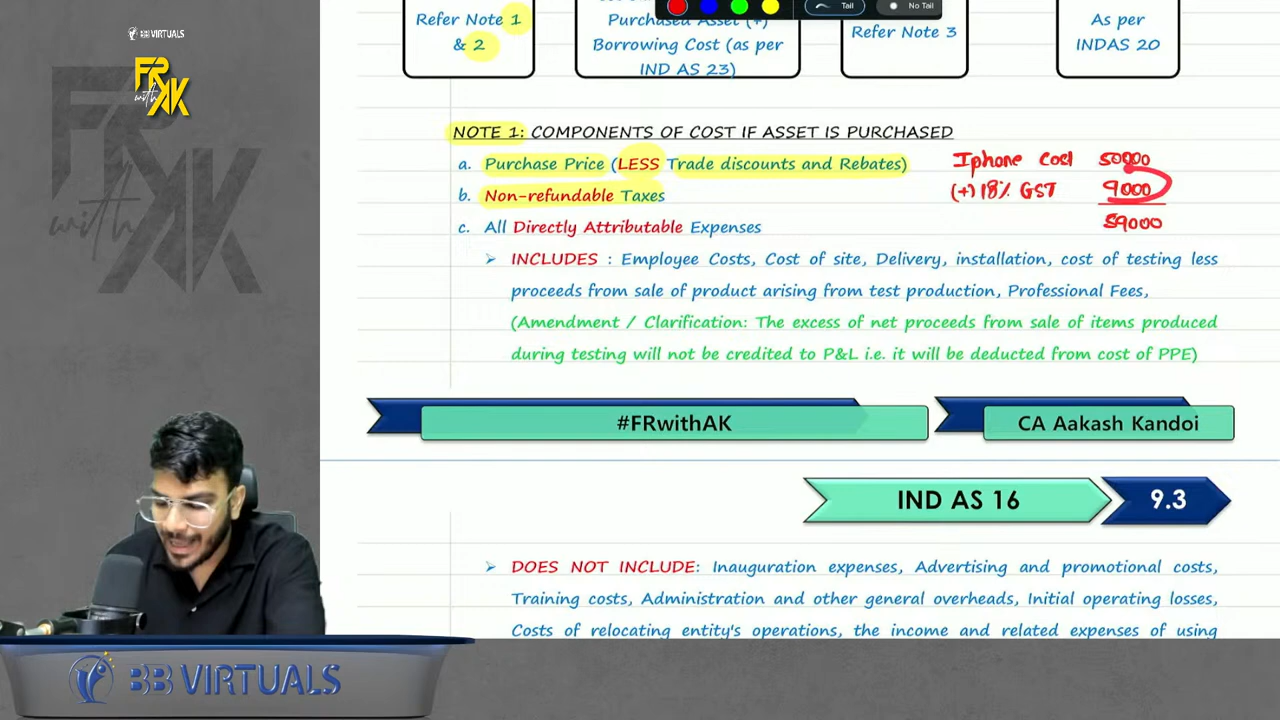 BB VIRTUALS
FR
with
AK
Tail
No Tail
Refer Note 1
& 2
Purchased Asset (+)
Borrowing Cost (as per
IND AS 23)
Refer Note 3
As per
INDAS 20
NOTE 1: COMPONENTS OF COST IF ASSET IS PURCHASED
a. Purchase Price (LESS Trade discounts and Rebates)
b. Non-refundable Taxes
Iphone Cost 50000
(+) 18% GST 9000
59000
c. All Directly Attributable Expenses
➢ INCLUDES : Employee Costs, Cost of site, Delivery, installation, cost of testing less
proceeds from sale of product arising from test production, Professional Fees,
(Amendment / Clarification: The excess of net proceeds from sale of items produced
during testing will not be credited to P&L i.e. it will be deducted from cost of PPE)
#FRwithAK
CA Aakash Kandoi
IND AS 16
9.3
➢ DOES NOT INCLUDE: Inauguration expenses, Advertising and promotional costs,
Training costs, Administration and other general overheads, Initial operating losses,
Costs of relocating entity's operations, the income and related expenses of using
BB VIRTUALS